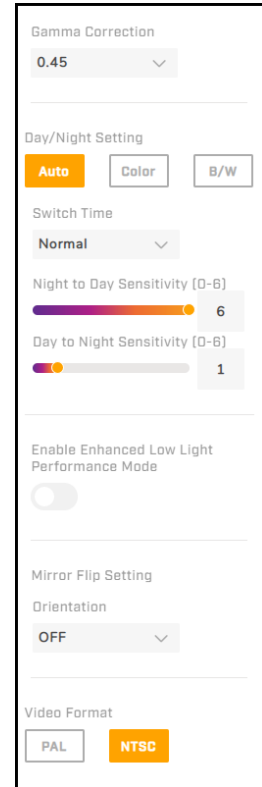 Gamma Correction
0.45
Day/Night Setting
Auto Color B/W
Switch Time
Normal
Night to Day Sensitivity (0-6)
6
Day to Night Sensitivity (0-6)
1
Enable Enhanced Low Light
Performance Mode
Mirror Flip Setting
Orientation
OFF
Video Format
PAL NTSC